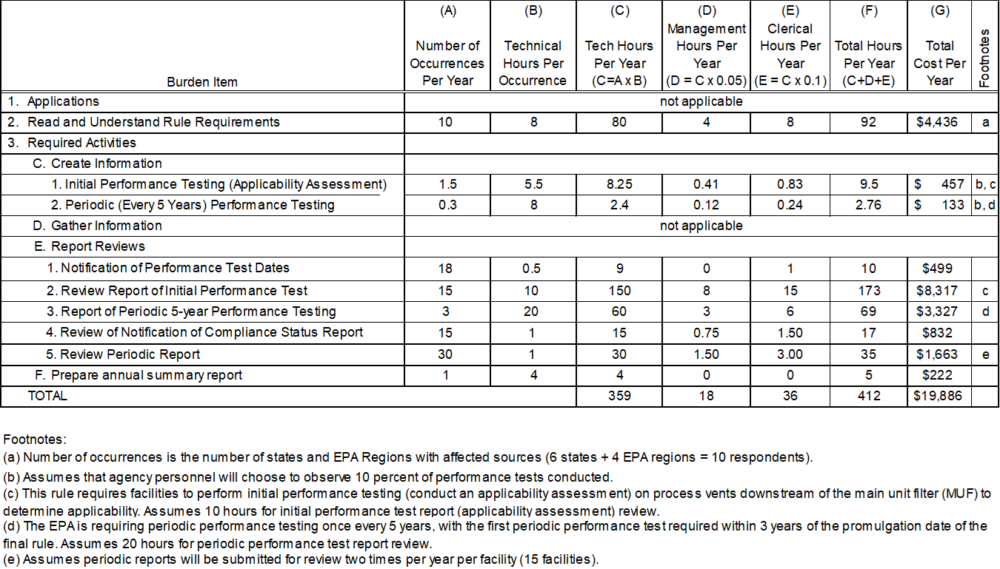 (A) (B) (C) (D) (E) (F) (G)
Burden Item Number of Occurrences Per Year Technical Hours Per Occurrence Tech Hours Per Year (C=A x B) Management Hours Per Year (D = C x 0.05) Clerical Hours Per Year (E = C x 0.1) Total Hours Per Year (C+D+E) Total Cost Per Year Footnotes
1. Applications not applicable
2. Read and Understand Rule Requirements 10 8 80 4 8 92 $4,436 a
3. Required Activities
C. Create Information
1. Initial Performance Testing (Applicability Assessment) 1.5 5.5 8.25 0.41 0.83 9.5 $ 457 b, c
2. Periodic (Every 5 Years) Performance Testing 0.3 8 2.4 0.12 0.24 2.76 $ 133 b, d
D. Gather Information not applicable
E. Report Reviews
1. Notification of Performance Test Dates 18 0.5 9 0 1 10 $499
2. Review Report of Initial Performance Test 15 10 150 8 15 173 $8,317 c
3. Report of Periodic 5-year Performance Testing 3 20 60 3 6 69 $3,327 d
4. Review of Notification of Compliance Status Report 15 1 15 0.75 1.50 17 $832
5. Review Periodic Report 30 1 30 1.50 3.00 35 $1,663 e
F. Prepare annual summary report 1 4 4 0 0 5 $222
TOTAL 359 18 36 412 $19,886
Footnotes:
(a) Number of occurrences is the number of states and EPA Regions with affected sources (6 states + 4 EPA regions = 10 respondents).
(b) Assumes that agency personnel will choose to observe 10 percent of performance tests conducted.
(c) This rule requires facilities to perform initial performance testing (conduct an applicability assessment) on process vents downstream of the main unit filter (MUF) to
determine applicability. Assumes 10 hours for initial performance test report (applicability assessment) review.
(d) The EPA is requiring periodic performance testing once every 5 years, with the first periodic performance test required within 3 years of the promulgation date of the
final rule. Assumes 20 hours for periodic performance test report review.
(e) Assumes periodic reports will be submitted for review two times per year per facility (15 facilities).